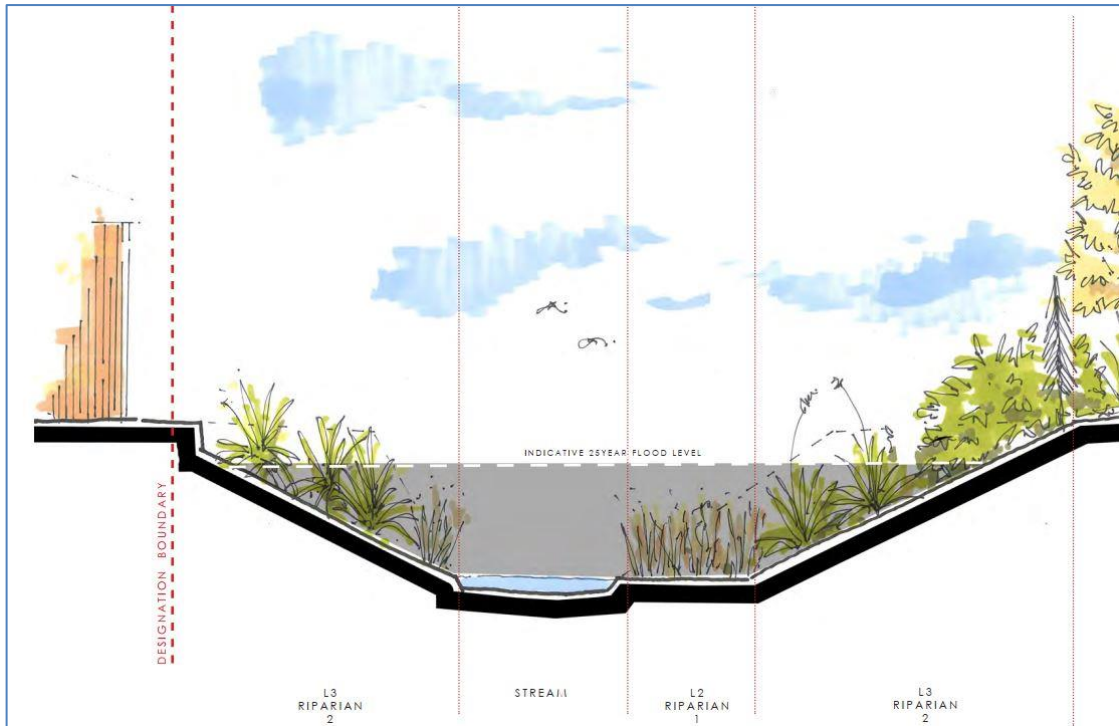 INDICATIVE 25YEAR FLOOD LEVEL
DESIGNATION BOUNDARY
L3
RIPARIAN
2
STREAM
L2
RIPARIAN
1
L3
RIPARIAN
2